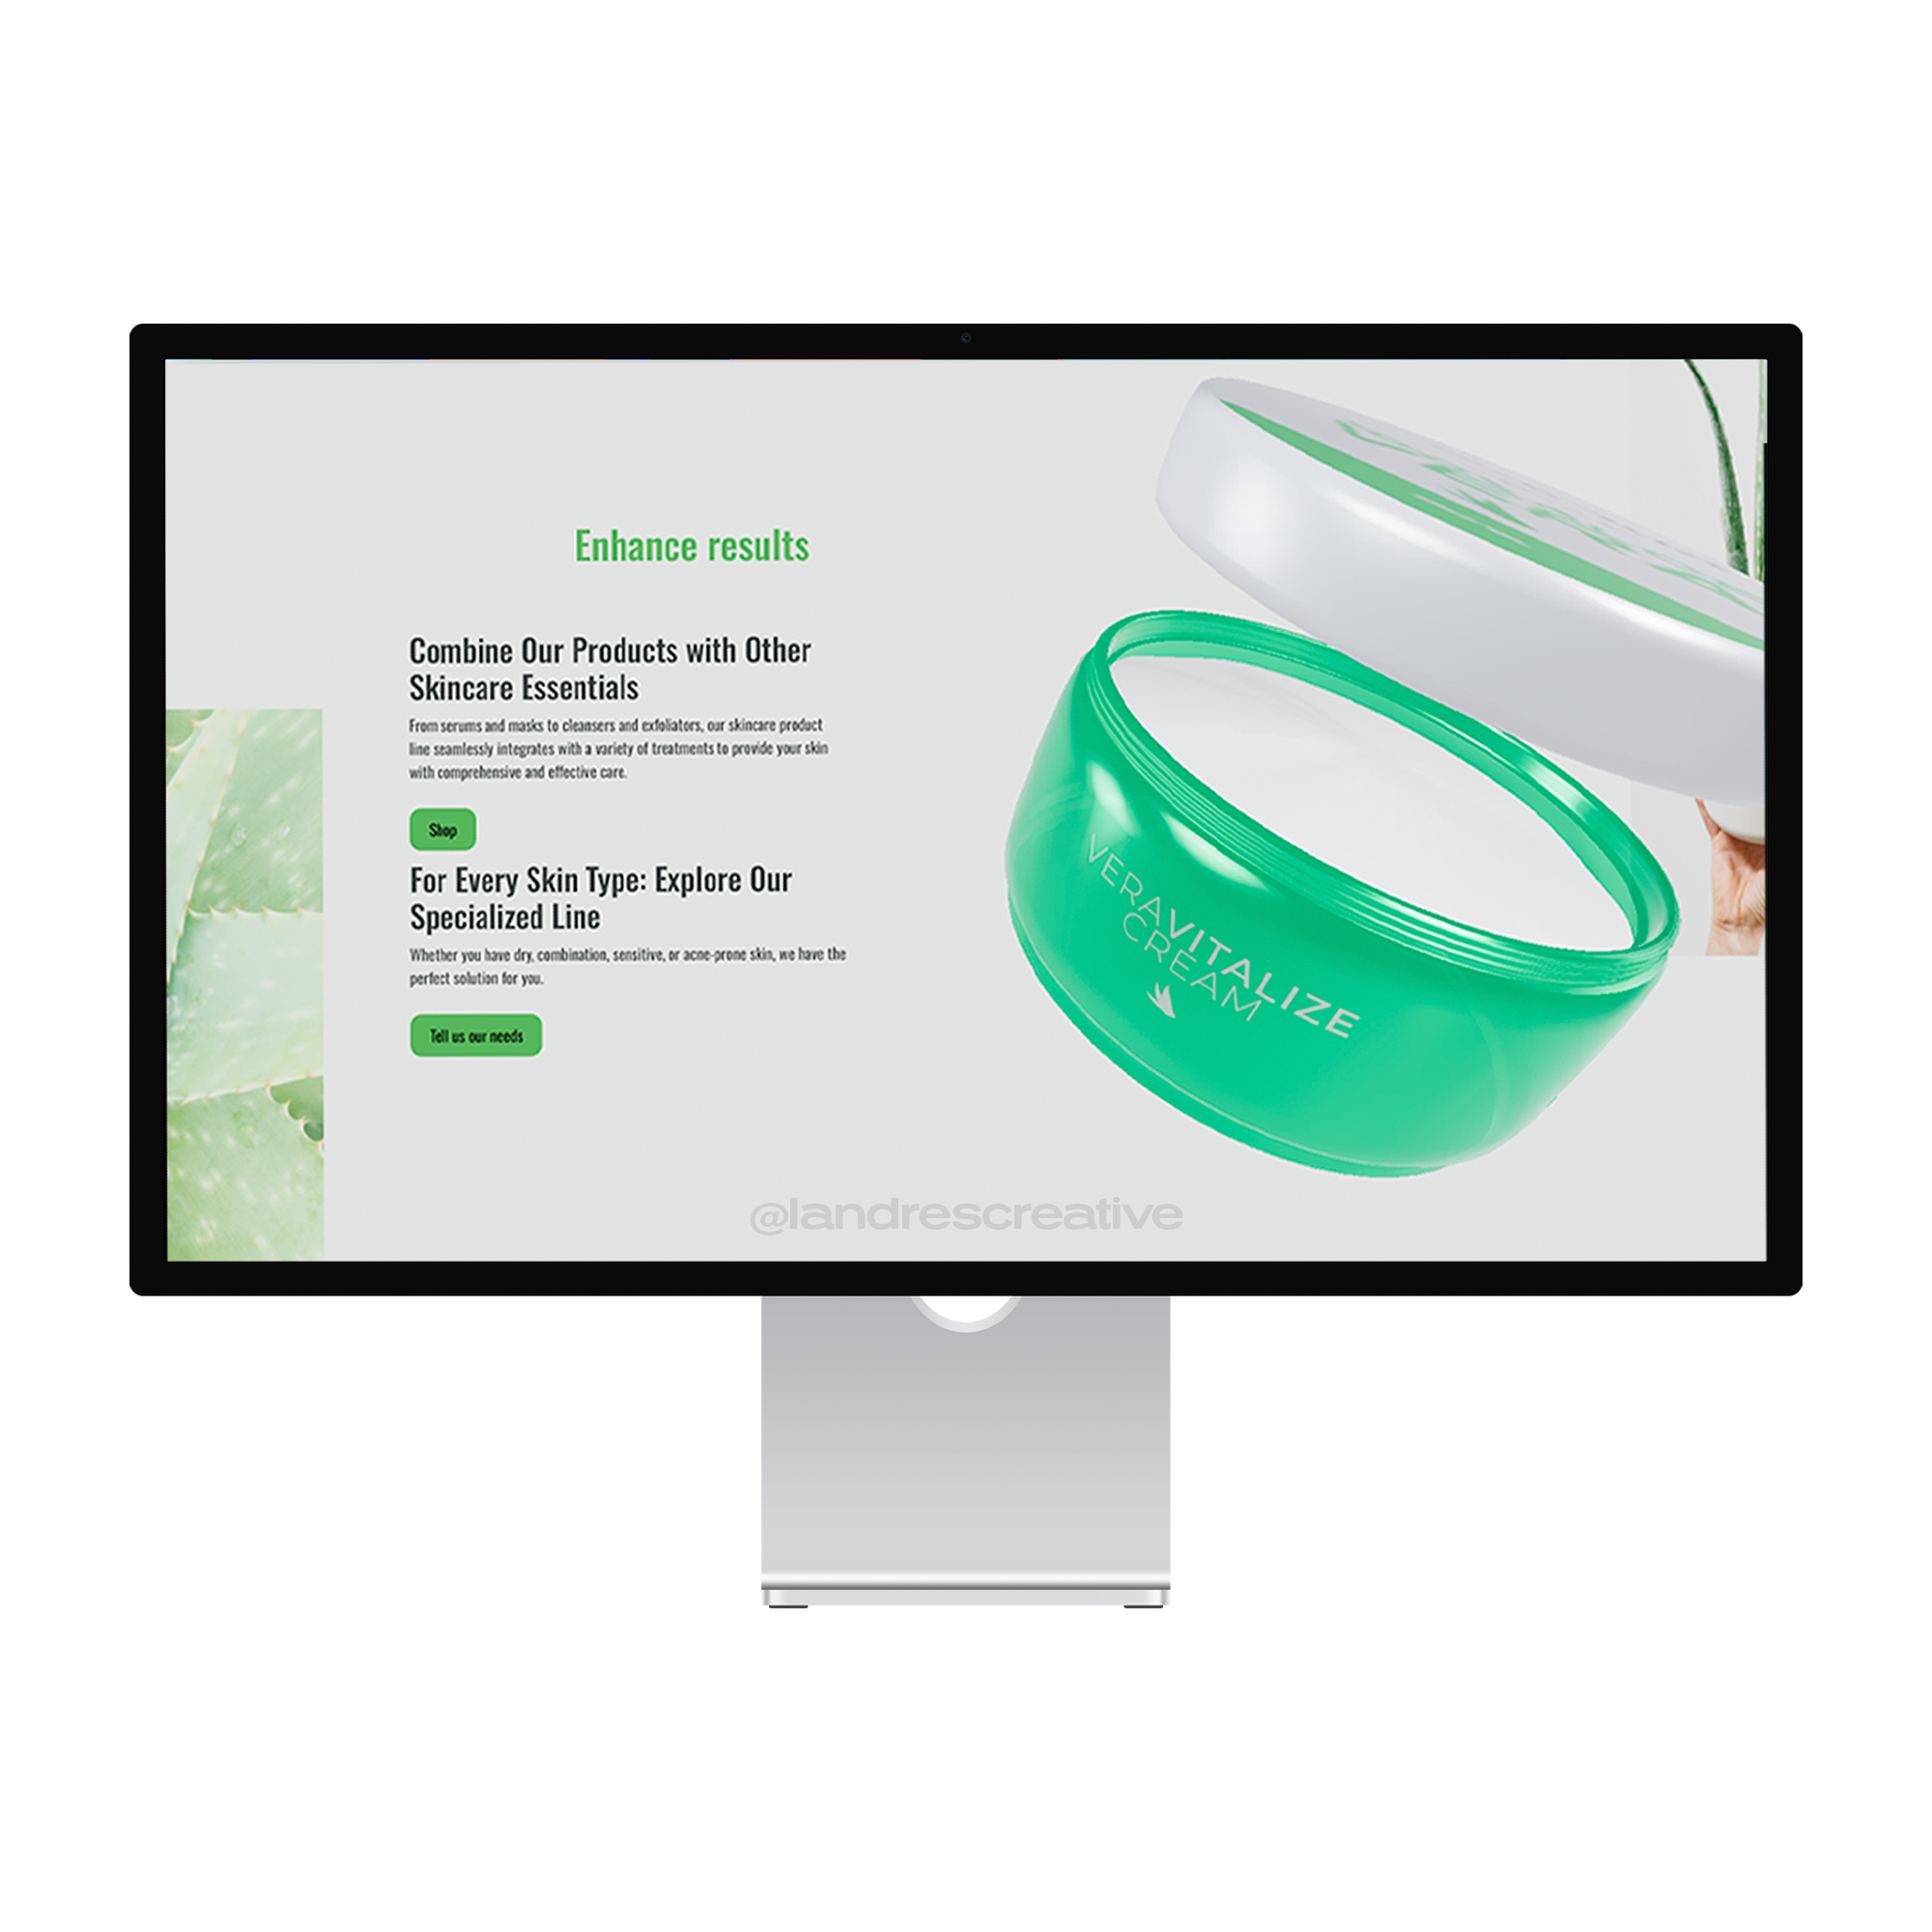 Enhance results
Combine Our Products with Other
Skincare Essentials
From serums and masks to cleansers and exfoliators, our skincare product
line seamlessly integrates with a variety of treatments to provide your skin
with comprehensive and effective care.
Shop
For Every Skin Type: Explore Our
Specialized Line
Whether you have dry, combination, sensitive, or acne-prone skin, we have the
perfect solution for you.
Tell us our needs
VERAVITALIZE
CREAM
@landrescreative